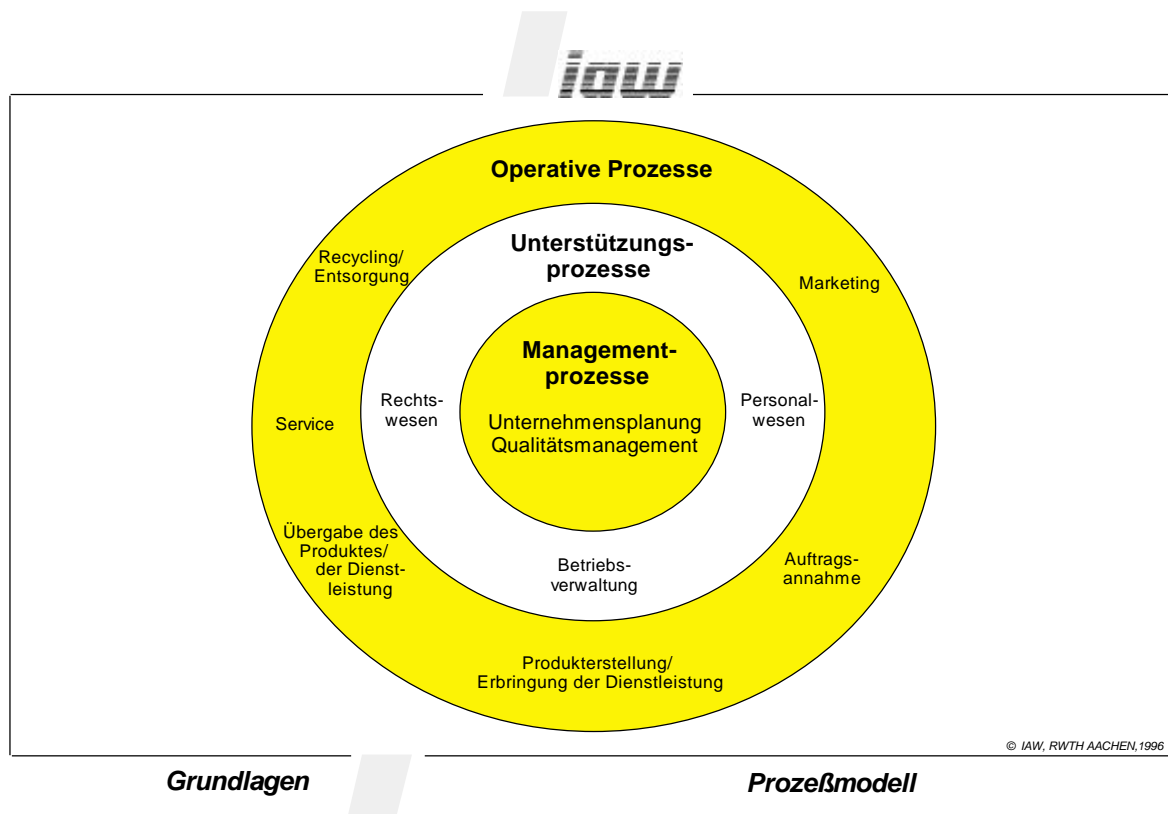 iaw
Operative Prozesse
Unterstützungs-
prozesse
Recycling/
Entsorgung
Marketing
Management-
prozesse
Rechts-
wesen
Personal-
wesen
Unternehmensplanung
Qualitätsmanagement
Service
Übergabe des
Produktes/
der Dienst-
leistung
Betriebs-
verwaltung
Auftrags-
annahme
Produkterstellung/
Erbringung der Dienstleistung
© IAW, RWTH AACHEN,1996
Grundlagen
Prozeßmodell